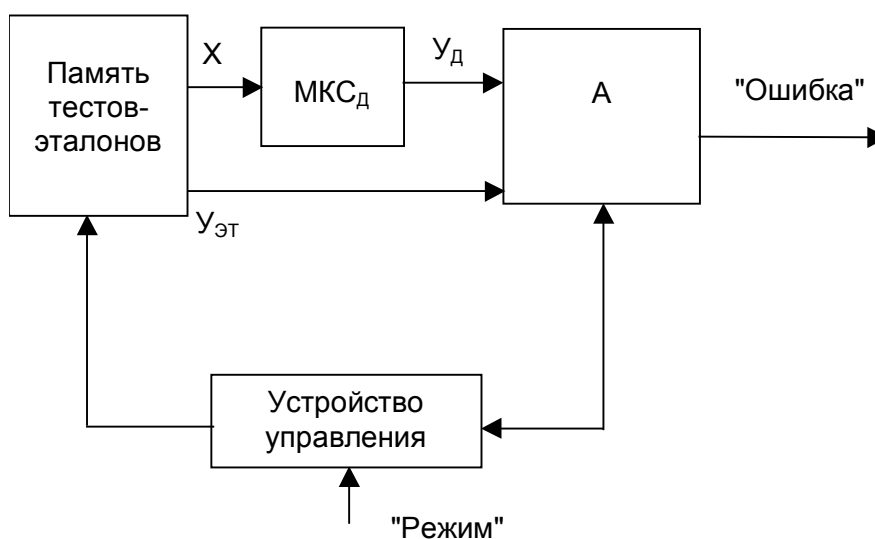 Память
тестов-
эталонов
X
МКСД
УД
А
"Ошибка"
УЭТ
Устройство
управления
"Режим"